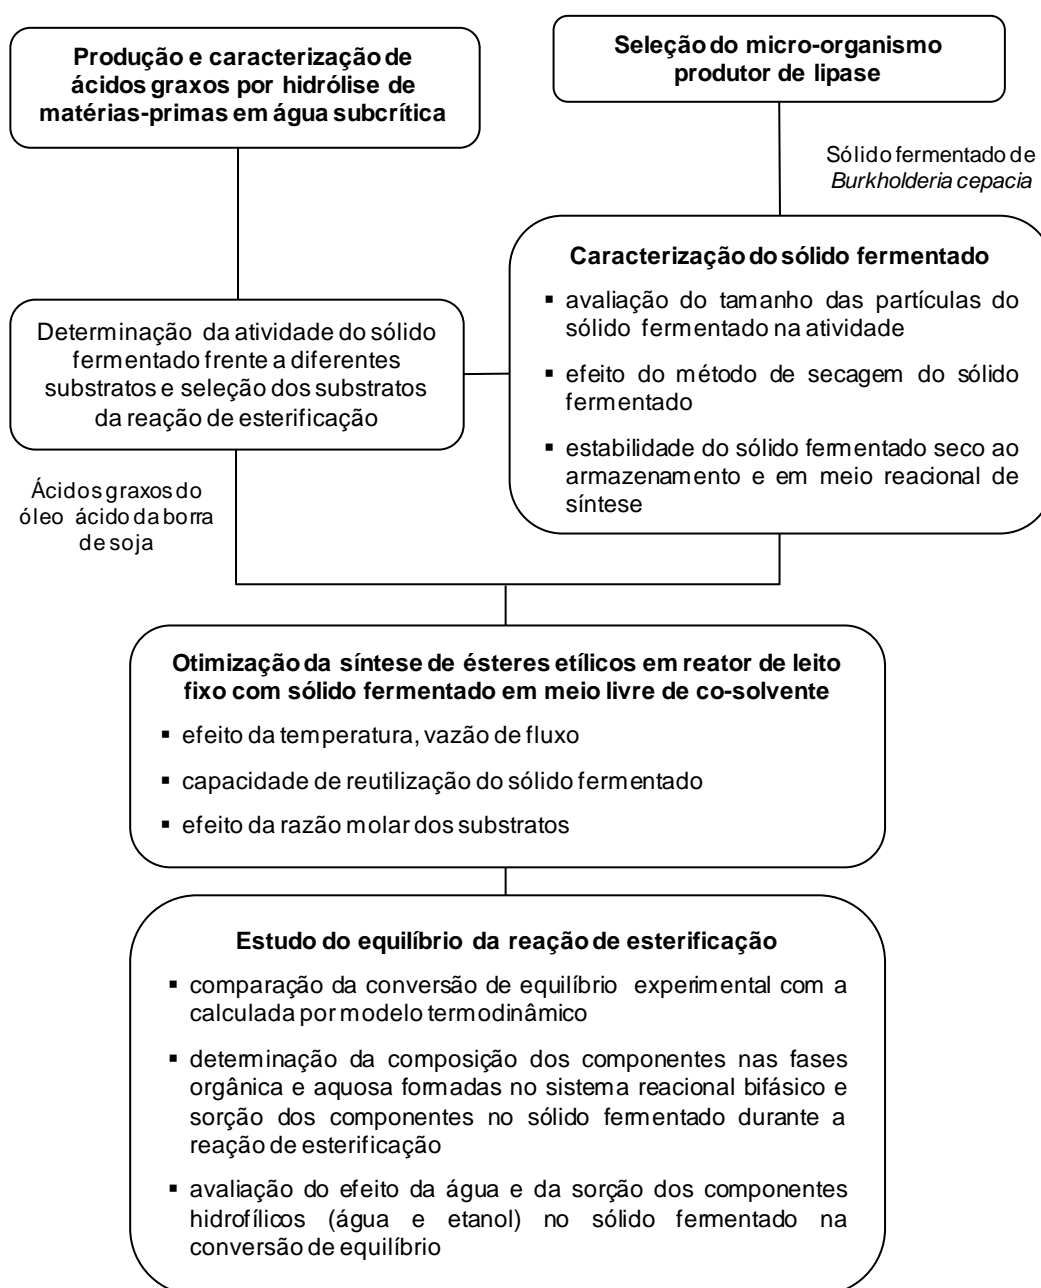 Produção e caracterização de
ácidos graxos por hidrólise de
matérias-primas em água subcrítica
Seleção do micro-organismo
produtor de lipase
Sólido fermentado de
Burkholderia cepacia
Caracterização do sólido fermentado
▪ avaliação do tamanho das partículas do
sólido fermentado na atividade
▪ efeito do método de secagem do sólido
fermentado
▪ estabilidade do sólido fermentado seco ao
armazenamento e em meio reacional de
síntese
Determinação da atividade do sólido
fermentado frente a diferentes
substratos e seleção dos substratos
da reação de esterificação
Ácidos graxos do
óleo ácido da borra
de soja
Otimização da síntese de ésteres etílicos em reator de leito
fixo com sólido fermentado em meio livre de co-solvente
▪ efeito da temperatura, vazão de fluxo
▪ capacidade de reutilização do sólido fermentado
▪ efeito da razão molar dos substratos
Estudo do equilíbrio da reação de esterificação
▪ comparação da conversão de equilíbrio experimental com a
calculada por modelo termodinâmico
▪ determinação da composição dos componentes nas fases
orgânica e aquosa formadas no sistema reacional bifásico e
sorção dos componentes no sólido fermentado durante a
reação de esterificação
▪ avaliação do efeito da água e da sorção dos componentes
hidrofílicos (água e etanol) no sólido fermentado na
conversão de equilíbrio